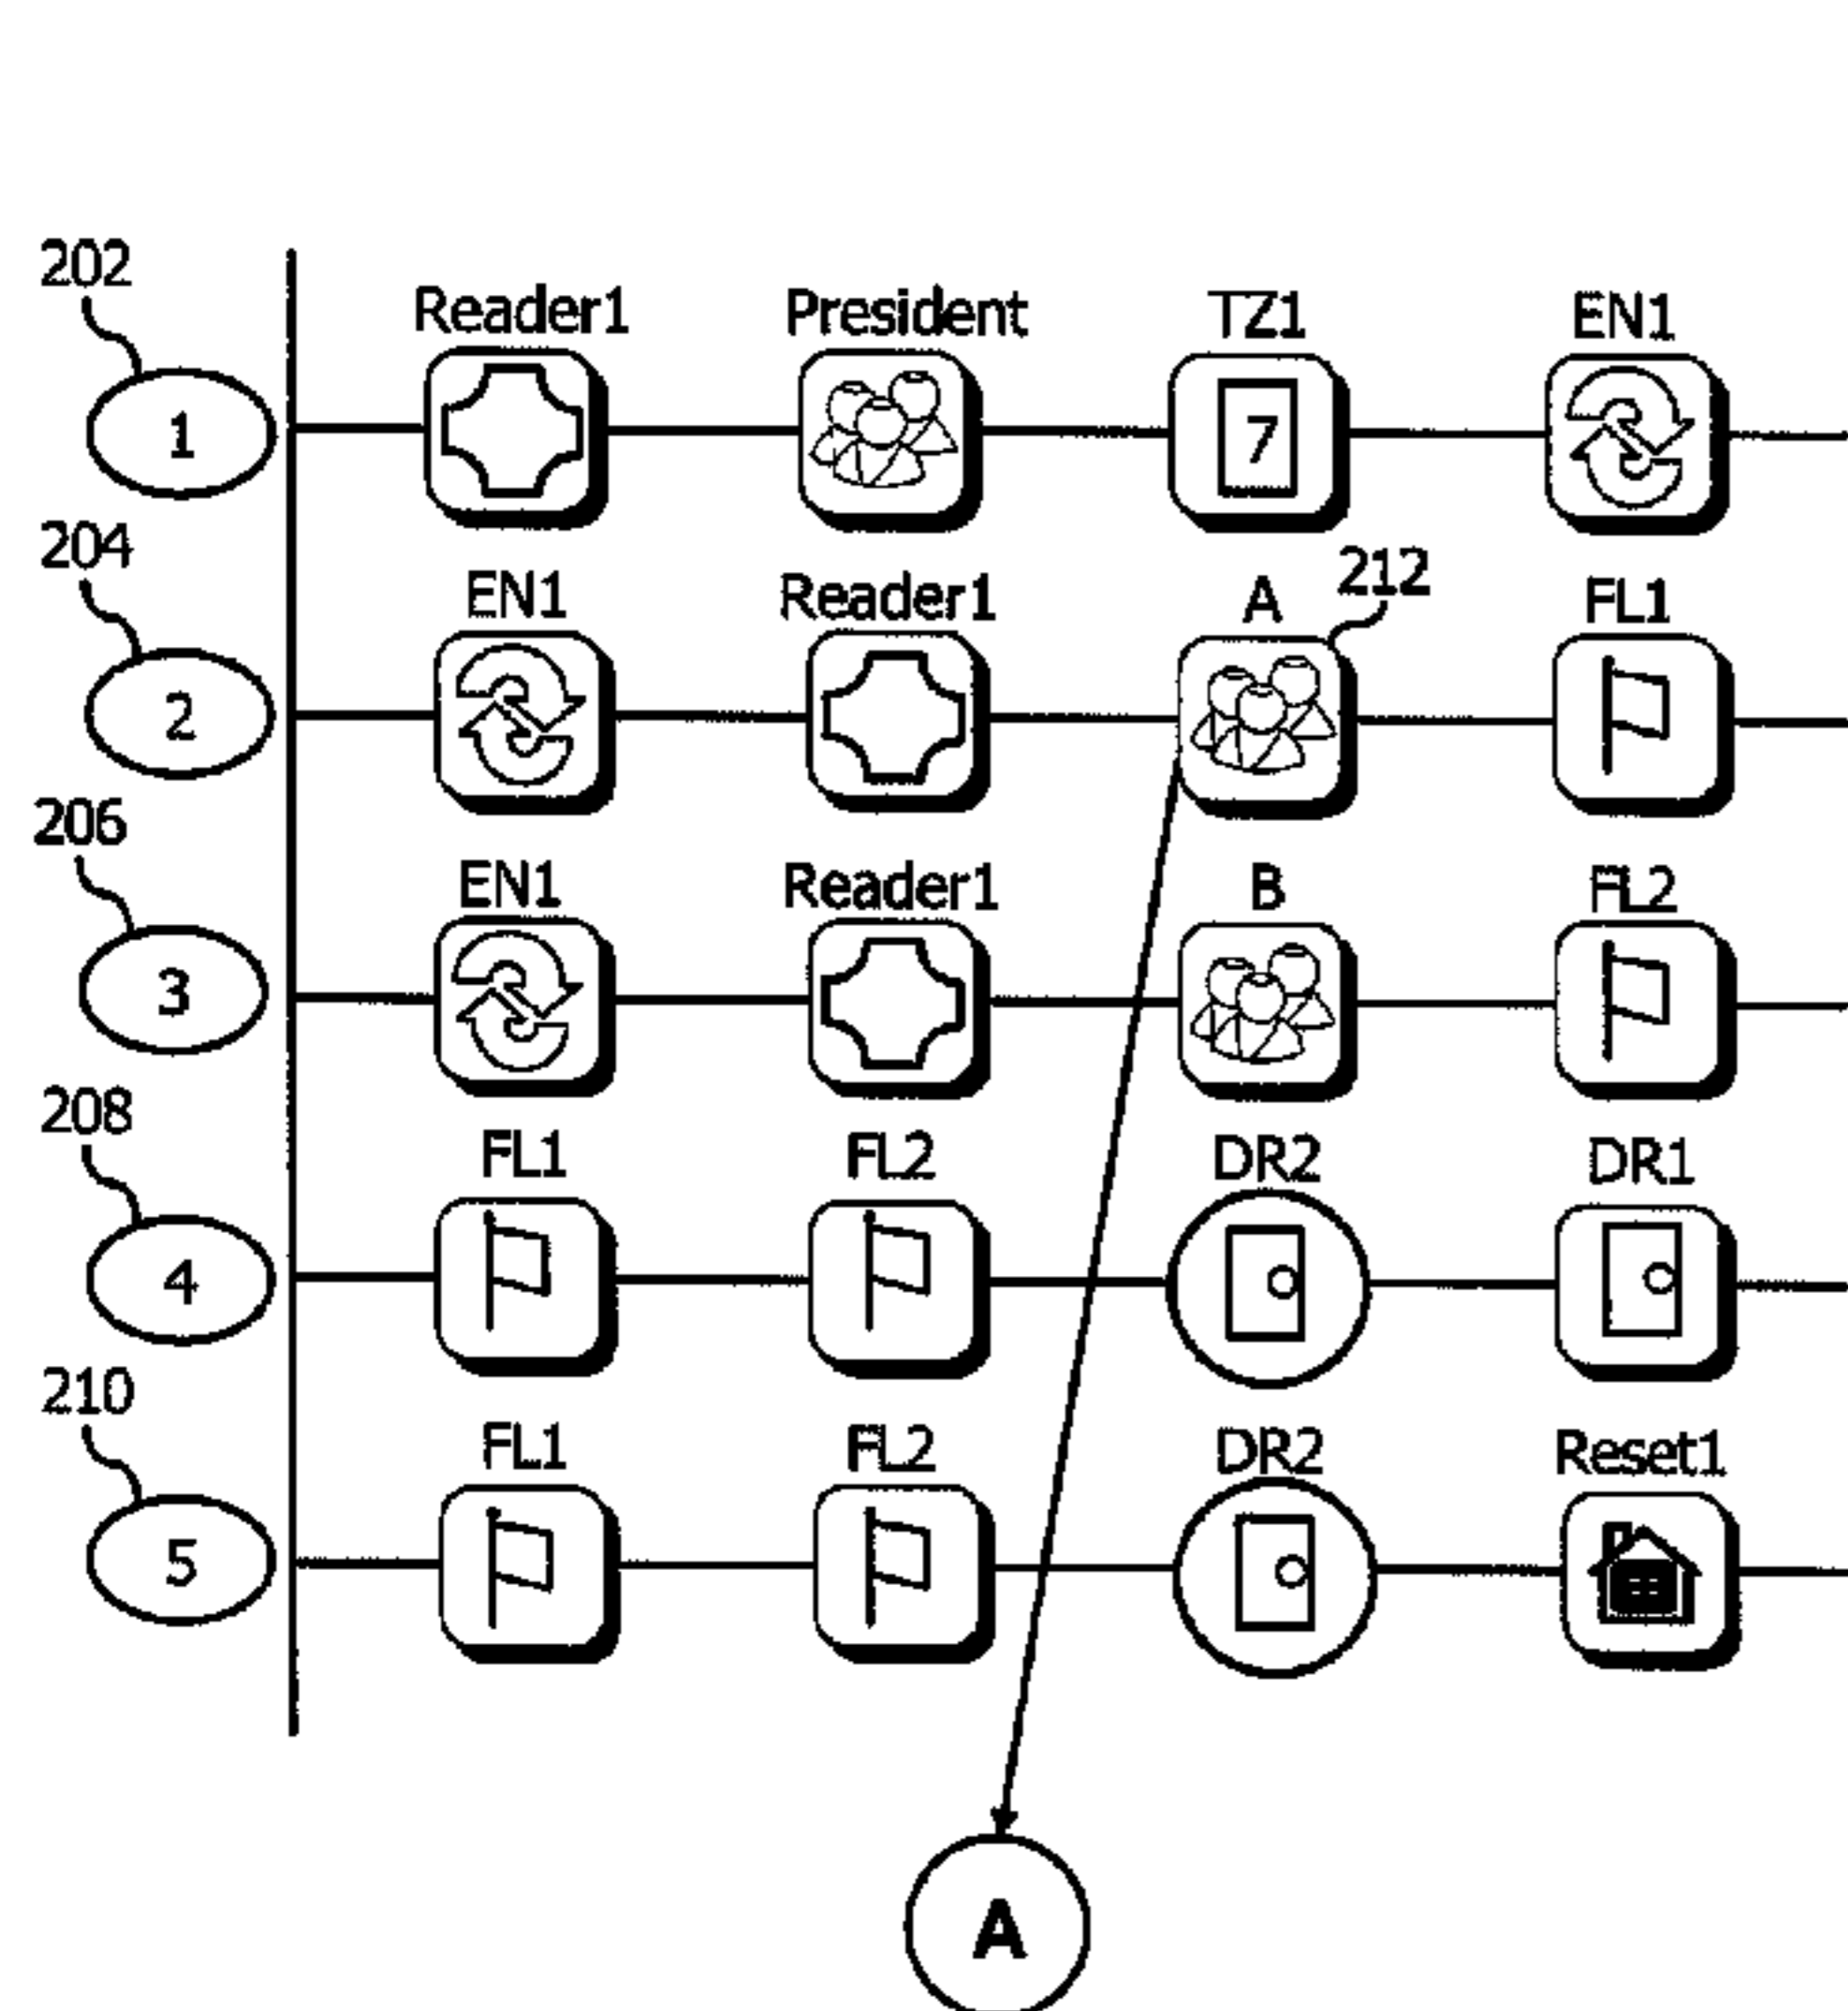 202
Reader1 President TZ1 EN1
1 7
204
EN1 Reader1 A 212 FL1
2
206
EN1 Reader1 B FL2
3
208
FL1 FL2 DR2 DR1
4
210
FL1 FL2 DR2 Reset1
5
A